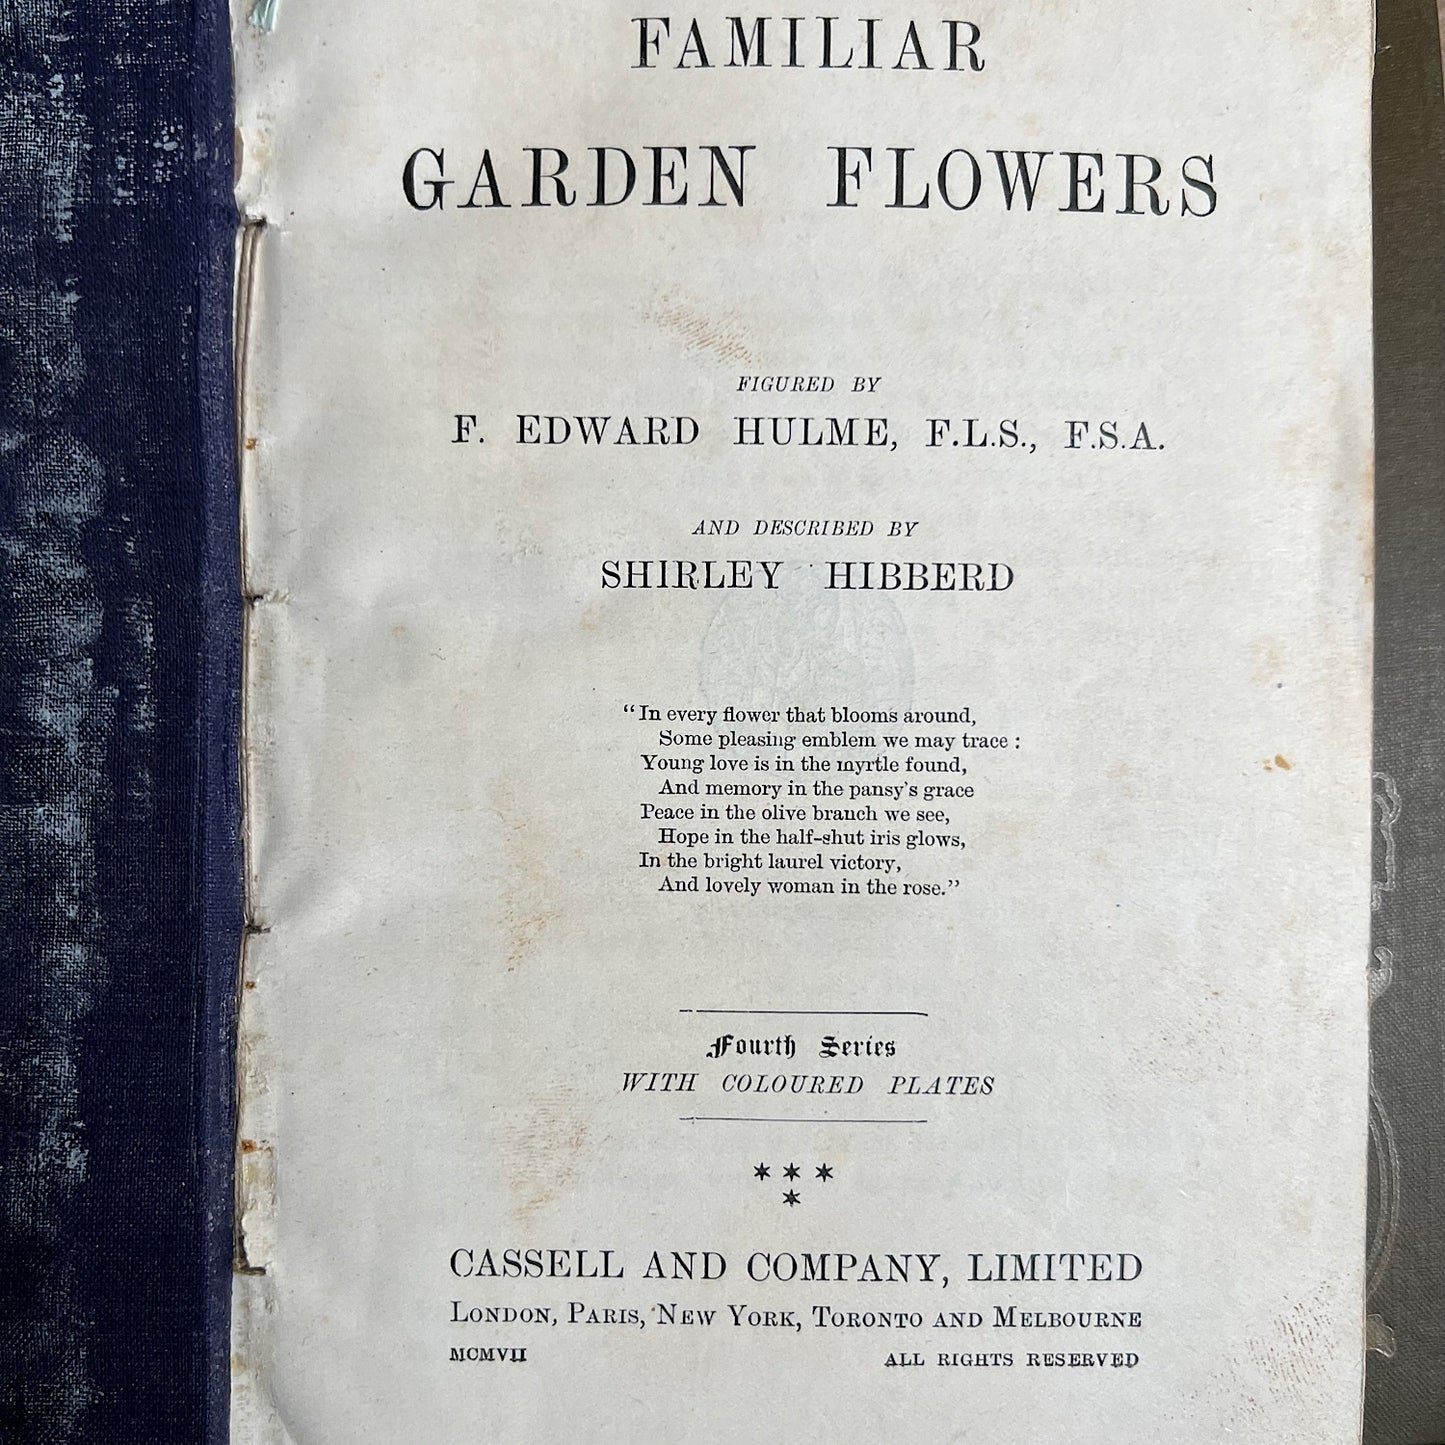 FAMILIAR
GARDEN FLOWERS
FIGURED BY
F. EDWARD HULME, F.L.S., F.S.A.
AND DESCRIBED BY
SHIRLEY HIBBERD
“In every flower that blooms around,
Some pleasing emblem we may trace :
Young love is in the myrtle found,
And memory in the pansy's grace
Peace in the olive branch we see,
Hope in the half-shut iris glows,
In the bright laurel victory,
And lovely woman in the rose.”
Fourth Series
WITH COLOURED PLATES
* * *
*
CASSELL AND COMPANY, LIMITED
LONDON, PARIS, NEW YORK, TORONTO AND MELBOURNE
MCMVII ALL RIGHTS RESERVED